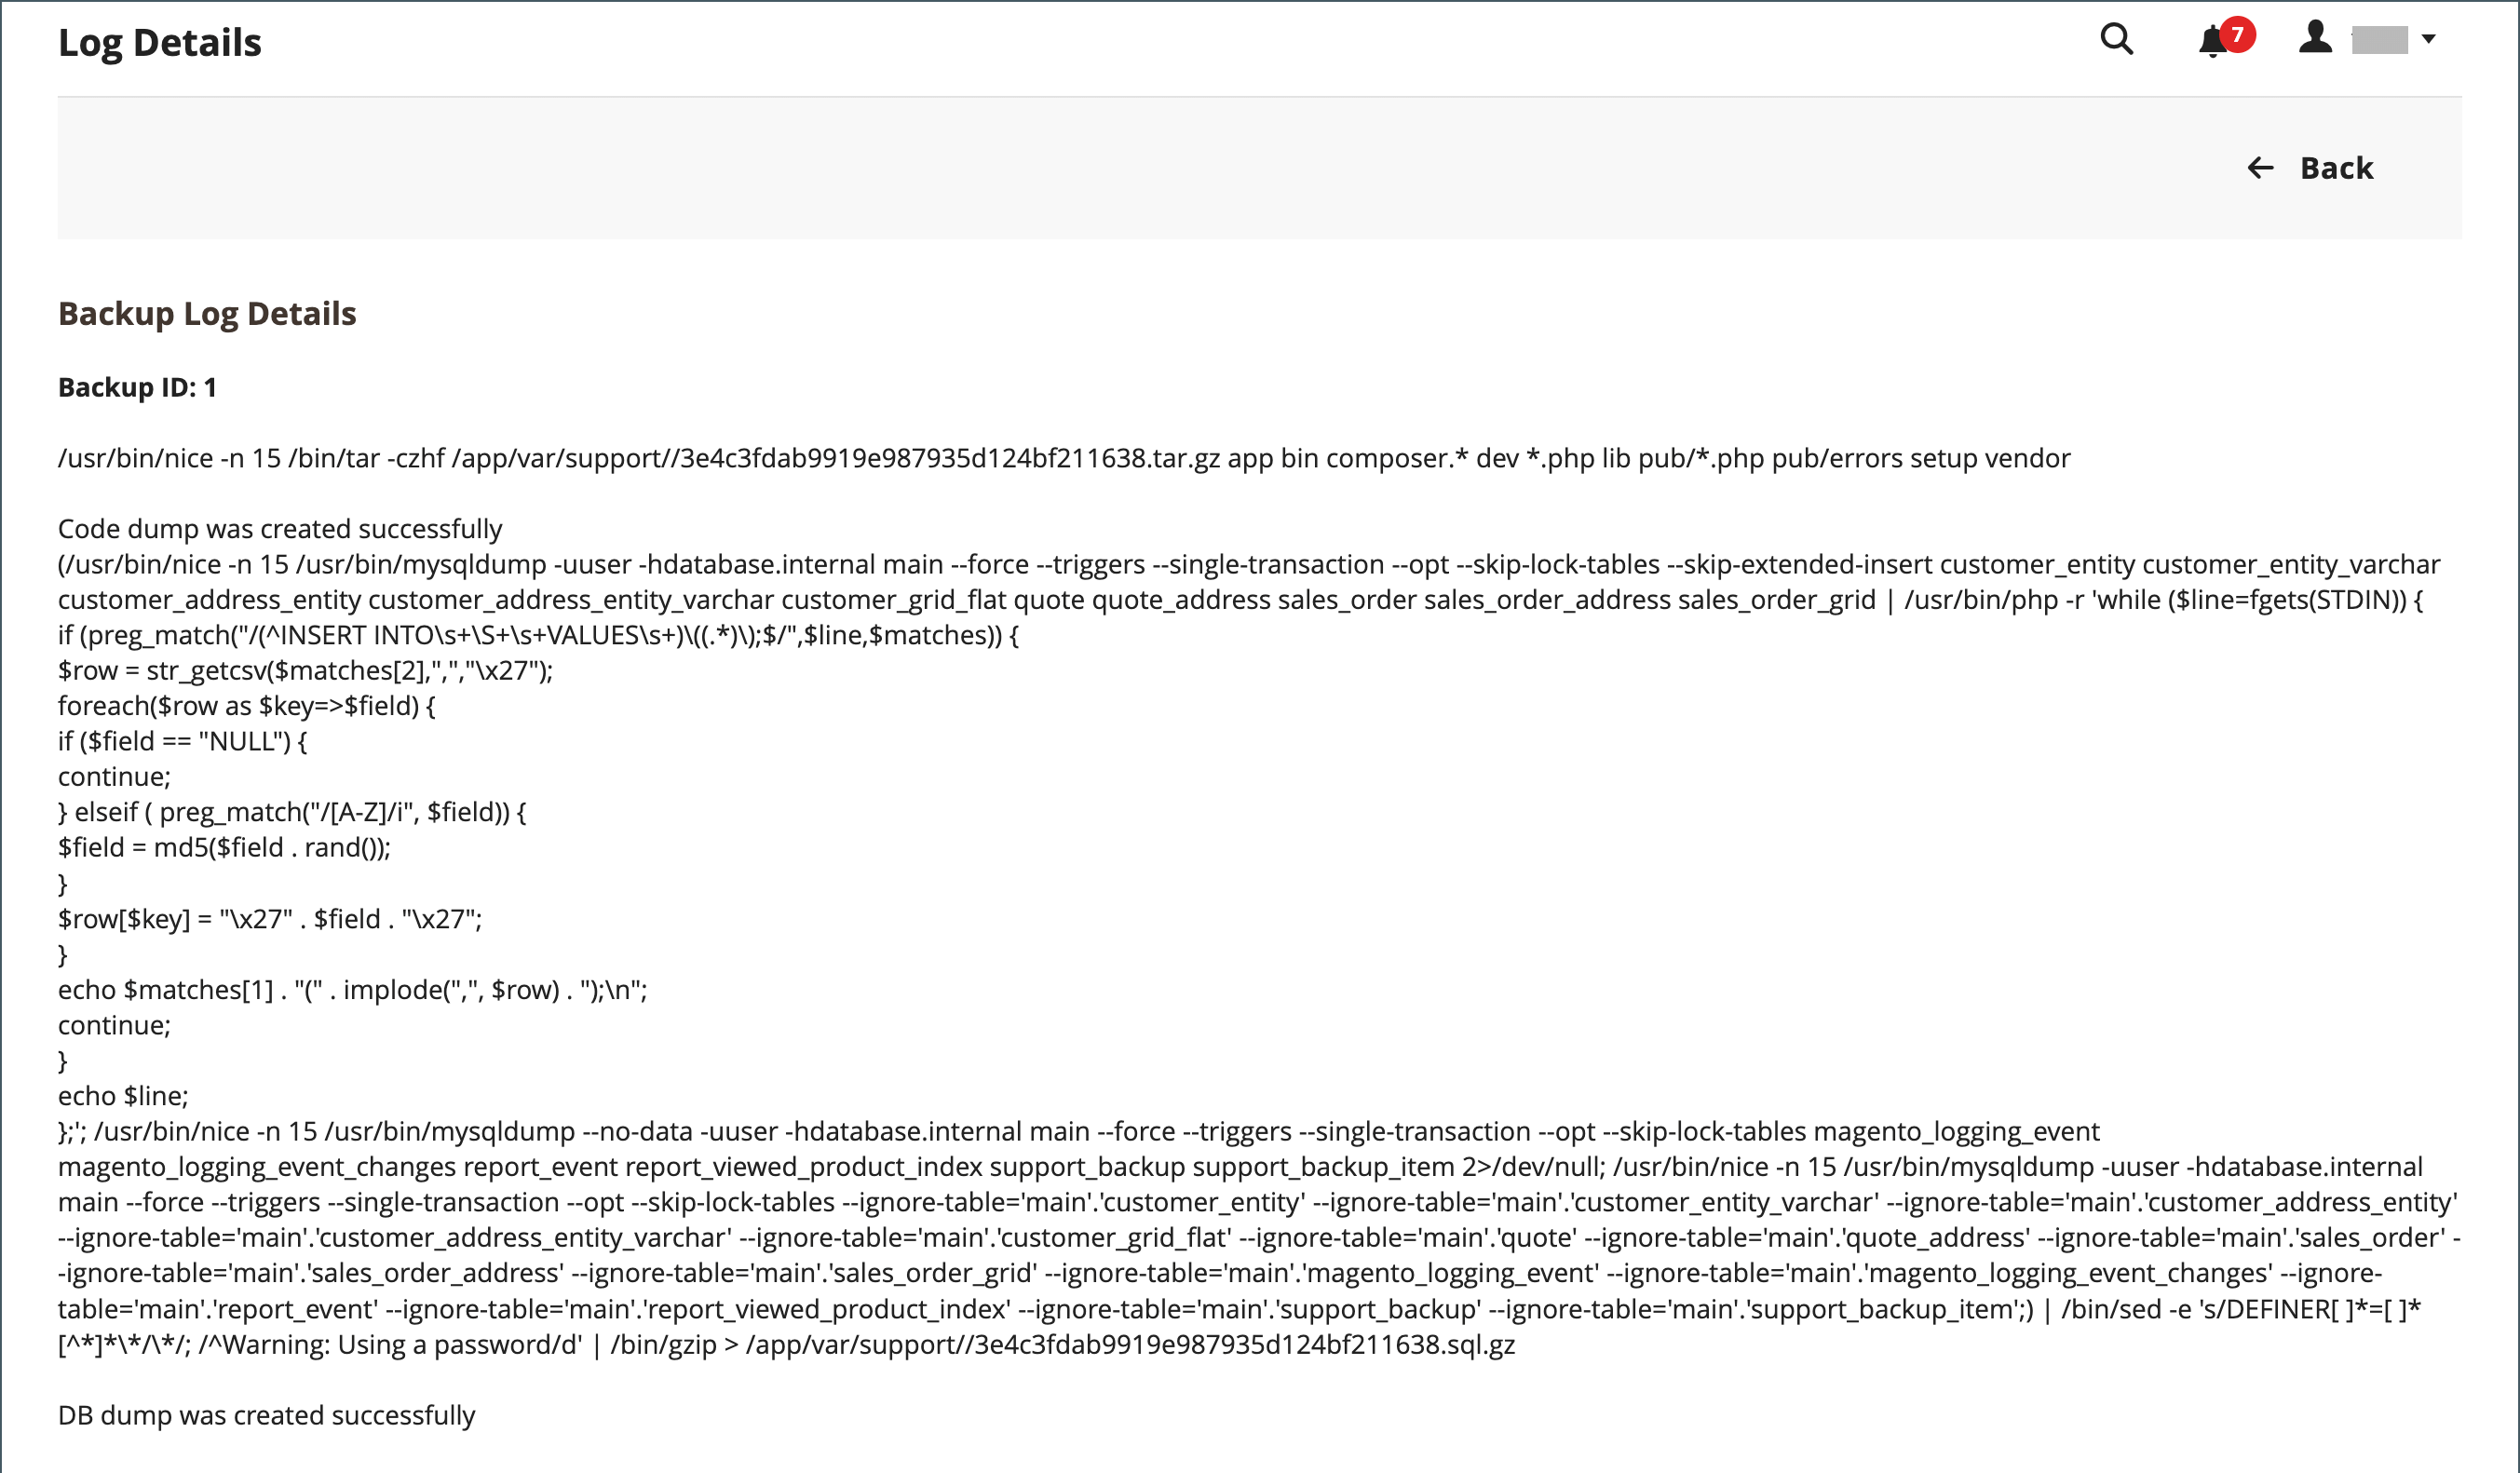 Log Details
7
Back
Backup Log Details
Backup ID: 1
/usr/bin/nice -n 15 /bin/tar -czhf /app/var/support//3e4c3fdab9919e987935d124bf211638.tar.gz app bin composer.* dev *.php lib pub/*.php pub/errors setup vendor
Code dump was created successfully
(/usr/bin/nice -n 15 /usr/bin/mysqldump -uuser -hdatabase.internal main --force --triggers --single-transaction --opt --skip-lock-tables --skip-extended-insert customer_entity customer_entity_varchar
customer_address_entity customer_address_entity_varchar customer_grid_flat quote quote_address sales_order sales_order_address sales_order_grid | /usr/bin/php -r 'while ($line=fgets(STDIN)) {
if (preg_match("/(^INSERT INTO\s+\S+\s+VALUES\s+)\((.*)\);$/",$line,$matches)) {
$row = str_getcsv($matches[2],",","\x27");
foreach($row as $key=>$field) {
if ($field == "NULL") {
continue;
} elseif ( preg_match("/[A-Z]/i", $field)) {
$field = md5($field . rand());
}
$row[$key] = "\x27" . $field . "\x27";
}
echo $matches[1] . "(" . implode(",", $row) . ");\n";
continue;
}
echo $line;
};'; /usr/bin/nice -n 15 /usr/bin/mysqldump --no-data -uuser -hdatabase.internal main --force --triggers --single-transaction --opt --skip-lock-tables magento_logging_event
magento_logging_event_changes report_event report_viewed_product_index support_backup support_backup_item 2>/dev/null; /usr/bin/nice -n 15 /usr/bin/mysqldump -uuser -hdatabase.internal
main --force --triggers --single-transaction --opt --skip-lock-tables --ignore-table='main'.'customer_entity' --ignore-table='main'.'customer_entity_varchar' --ignore-table='main'.'customer_address_entity'
--ignore-table='main'.'customer_address_entity_varchar' --ignore-table='main'.'customer_grid_flat' --ignore-table='main'.'quote' --ignore-table='main'.'quote_address' --ignore-table='main'.'sales_order' -
-ignore-table='main'.'sales_order_address' --ignore-table='main'.'sales_order_grid' --ignore-table='main'.'magento_logging_event' --ignore-table='main'.'magento_logging_event_changes' --ignore-
table='main'.'report_event' --ignore-table='main'.'report_viewed_product_index' --ignore-table='main'.'support_backup' --ignore-table='main'.'support_backup_item';) | /bin/sed -e 's/DEFINER[ ]*=[ ]*
[^*]*\*/\*/; /^Warning: Using a password/d' | /bin/gzip > /app/var/support//3e4c3fdab9919e987935d124bf211638.sql.gz
DB dump was created successfully